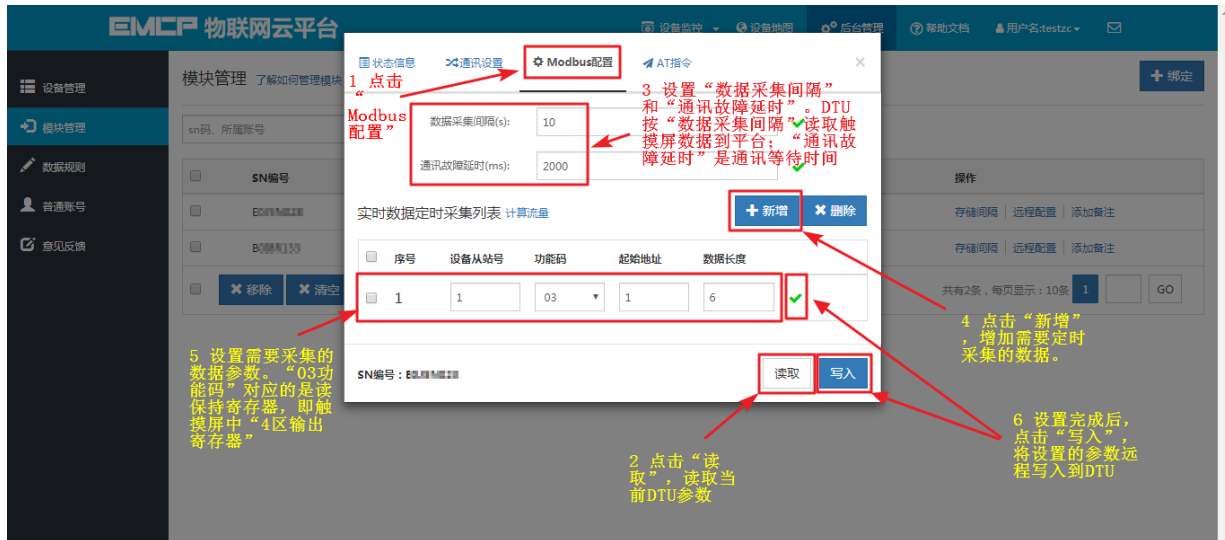 EMCP 物联网云平台
设备监控
设备地图
后台管理
帮助文档
用户名:testzc
设备管理
模块管理
数据规则
普通账号
意见反馈
模块管理 了解如何管理模块
绑定
sn码、所属账号
SN编号
操作
存储间隔 | 远程配置 | 添加备注
存储间隔 | 远程配置 | 添加备注
移除
清空
共有2条，每页显示：10条 1 GO
状态信息
通讯设置
Modbus配置
AT指令
×
数据采集间隔(s): 10
通讯故障延时(ms): 2000
实时数据定时采集列表 计算流量
新增
删除
序号 设备从站号 功能码 起始地址 数据长度
1 1 03 1 6
SN编号：
读取
写入
1 点击
“
Modbus
配置”
2 点击“读
取”，读取当
前DTU参数
3 设置“数据采集间隔”
和“通讯故障延时”。DTU
按“数据采集间隔”读取触
摸屏数据到平台；“通讯故
障延时”是通讯等待时间
4 点击“新增”
，增加需要定时
采集的数据。
5 设置需要采集的
数据参数。“03功
能码”对应的是读
保持寄存器，即触
摸屏中“4区输出
寄存器”
6 设置完成后，
点击“写入”，
将设置的参数远
程写入到DTU